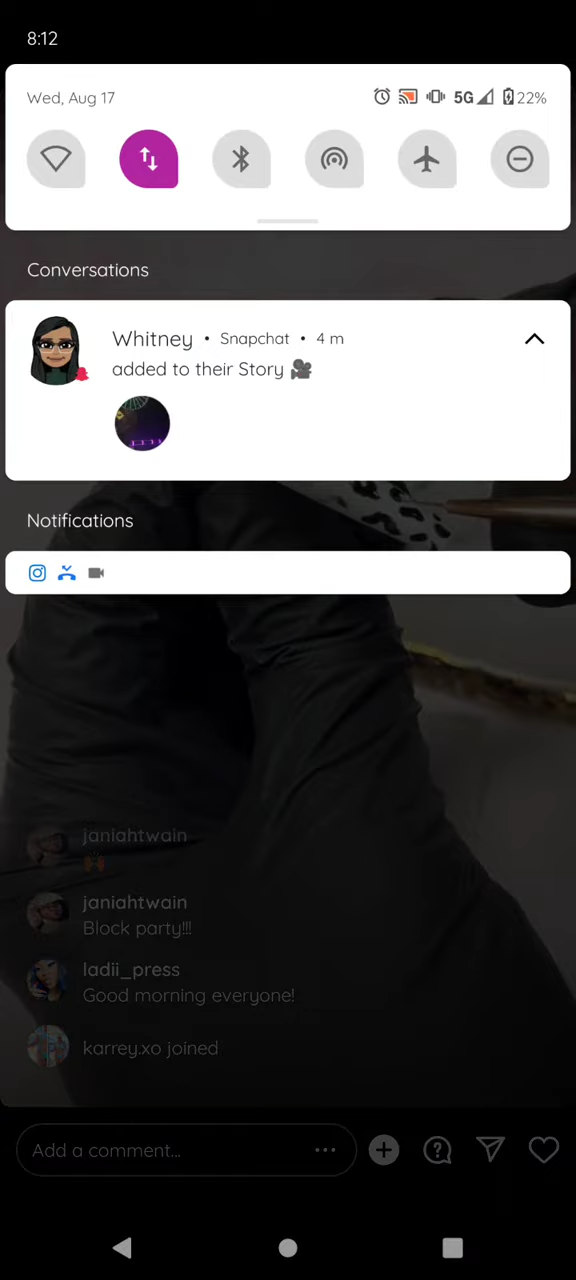 8:12
Wed, Aug 17
5G 22%
Conversations
Whitney • Snapchat • 4 m
added to their Story 🎥
Notifications
janiahtwain
🙌
janiahtwain
Block party!!!
ladii_press
Good morning everyone!
karrey.xo joined
Add a comment...